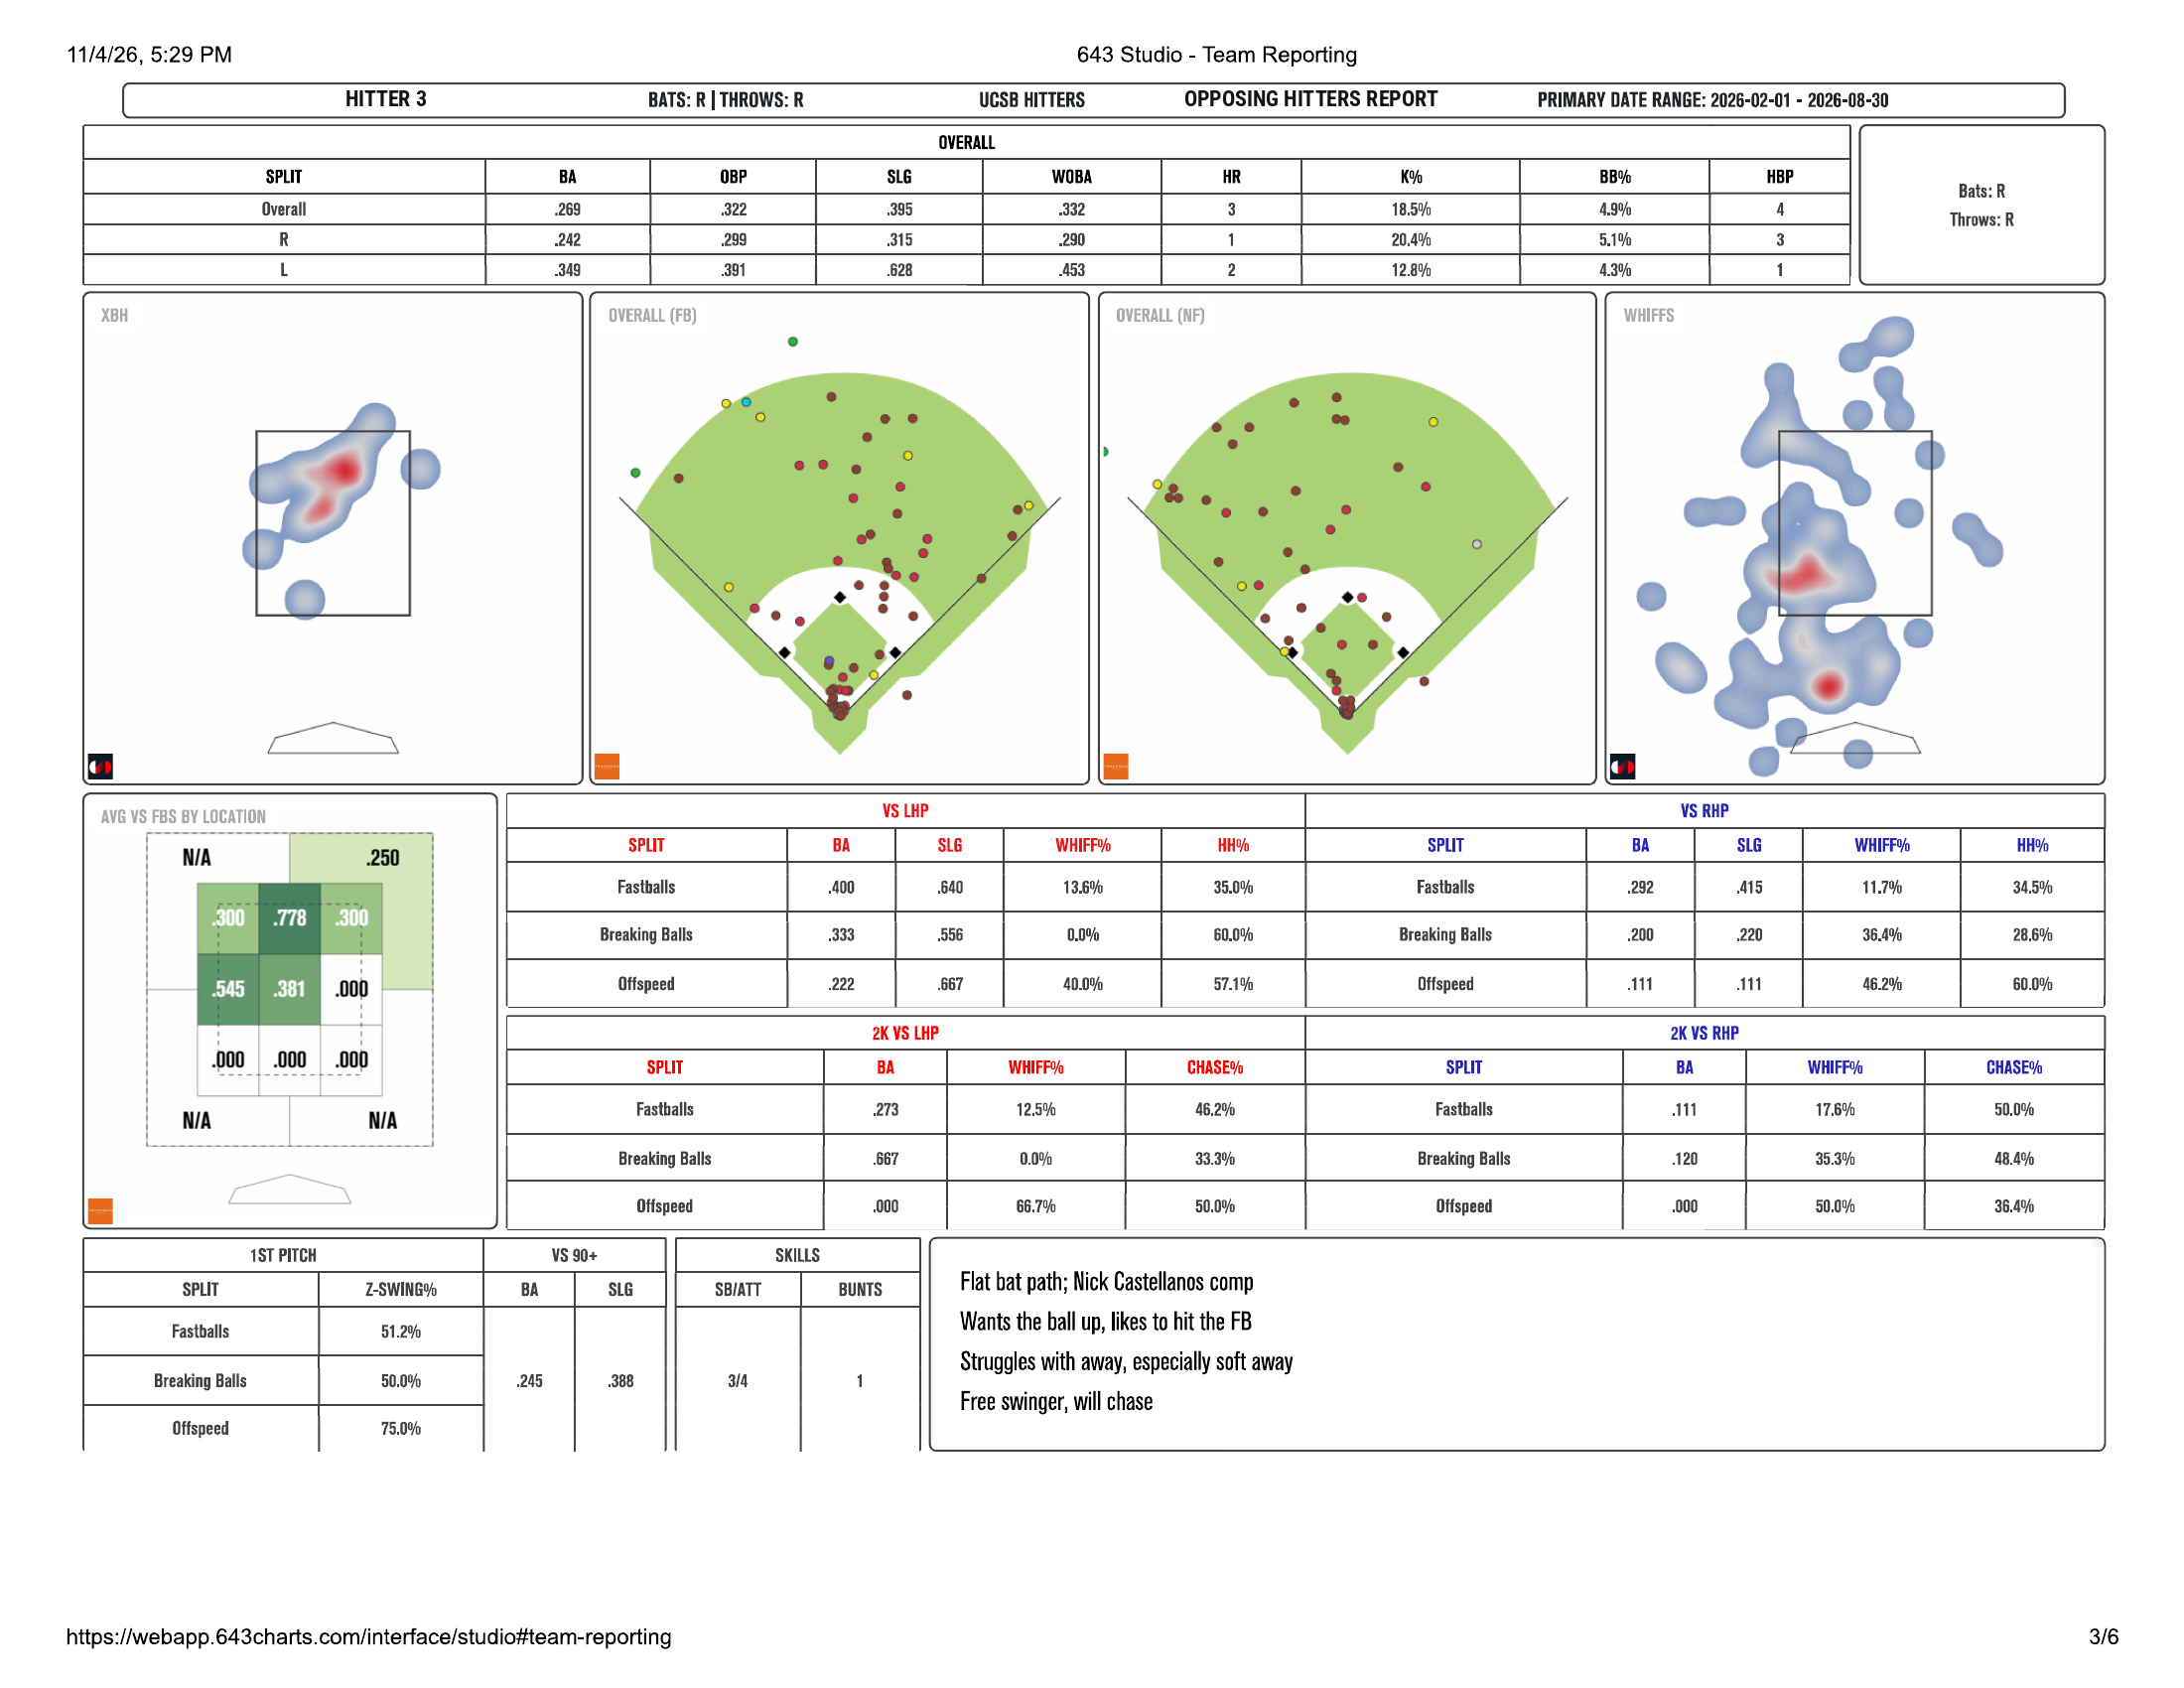 11/4/26, 5:29 PM 643 Studio - Team Reporting
HITTER 3 BATS: R | THROWS: R UCSB HITTERS OPPOSING HITTERS REPORT PRIMARY DATE RANGE: 2026-02-01 - 2026-08-30
OVERALL
SPLIT BA OBP SLG WOBA HR K% BB% HBP
Overall .269 .322 .395 .332 3 18.5% 4.9% 4
R .242 .299 .315 .290 1 20.4% 5.1% 3
L .349 .391 .628 .453 2 12.8% 4.3% 1
Bats: R
Throws: R
XBH
OVERALL (FB)
OVERALL (NF)
WHIFFS
AVG VS FBS BY LOCATION
N/A .250
.300 .778 .300
.545 .381 .000
.000 .000 .000
N/A N/A
VS LHP
SPLIT BA SLG WHIFF% HH%
Fastballs .400 .640 13.6% 35.0%
Breaking Balls .333 .556 0.0% 60.0%
Offspeed .222 .667 40.0% 57.1%
VS RHP
SPLIT BA SLG WHIFF% HH%
Fastballs .292 .415 11.7% 34.5%
Breaking Balls .200 .220 36.4% 28.6%
Offspeed .111 .111 46.2% 60.0%
2K VS LHP
SPLIT BA WHIFF% CHASE%
Fastballs .273 12.5% 46.2%
Breaking Balls .667 0.0% 33.3%
Offspeed .000 66.7% 50.0%
2K VS RHP
SPLIT BA WHIFF% CHASE%
Fastballs .111 17.6% 50.0%
Breaking Balls .120 35.3% 48.4%
Offspeed .000 50.0% 36.4%
1ST PITCH
SPLIT Z-SWING%
Fastballs 51.2%
Breaking Balls 50.0%
Offspeed 75.0%
VS 90+
BA SLG
.245 .388
SKILLS
SB/ATT BUNTS
3/4 1
Flat bat path; Nick Castellanos comp
Wants the ball up, likes to hit the FB
Struggles with away, especially soft away
Free swinger, will chase
https://webapp.643charts.com/interface/studio#team-reporting 3/6